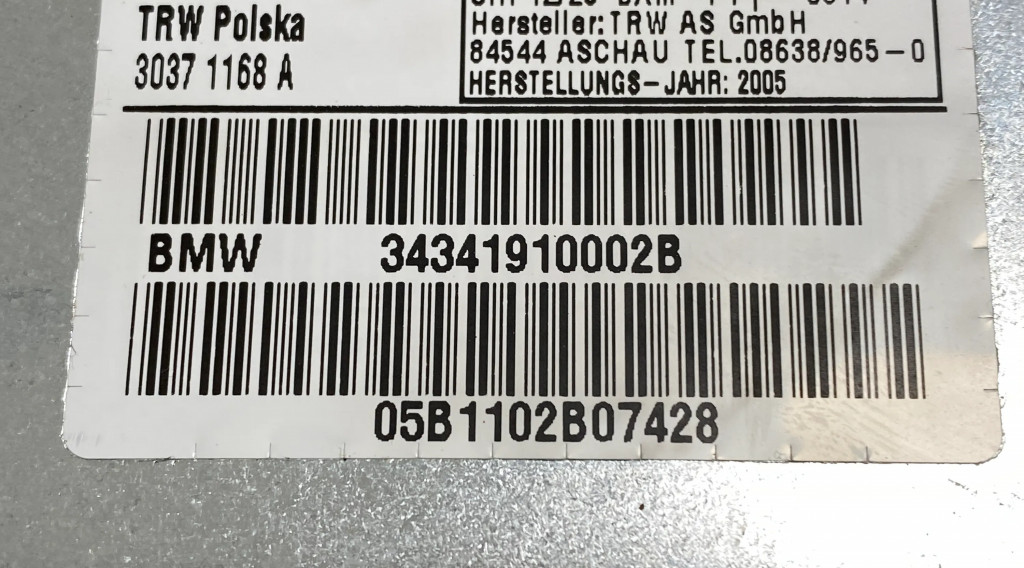 TRW Polska
3037 1168 A
Hersteller: TRW AS GmbH
84544 ASCHAU TEL.08638/965-0
HERSTELLUNGS-JAHR: 2005
BMW 34341910002B
05B1102B07428